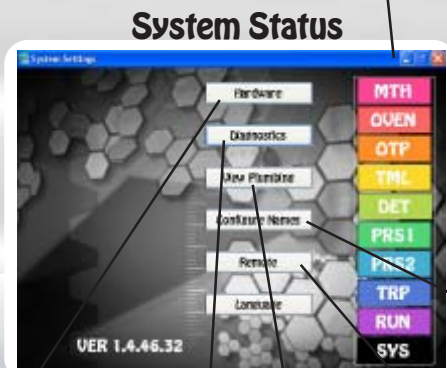 System Status
System Settings
Hardware
Diagnostics
View Plumbing
Configure Names
Remote
Language
MTH
OVEN
OTP
TML
DET
PRS1
PRS2
TRP
RUN
SYS
VER 1.4.46.32